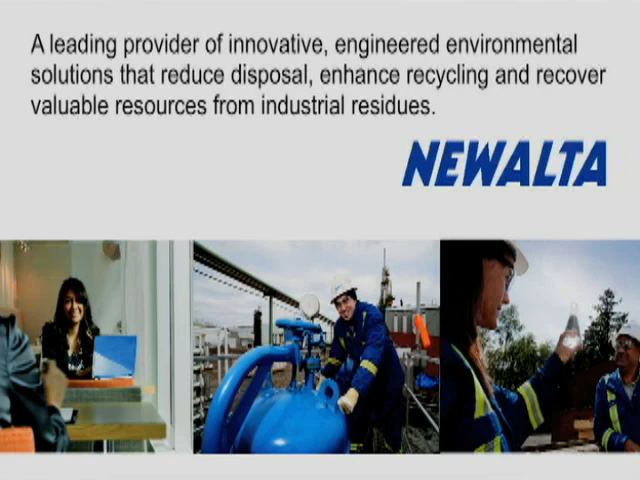 A leading provider of innovative, engineered environmental
solutions that reduce disposal, enhance recycling and recover
valuable resources from industrial residues.
NEWALTA